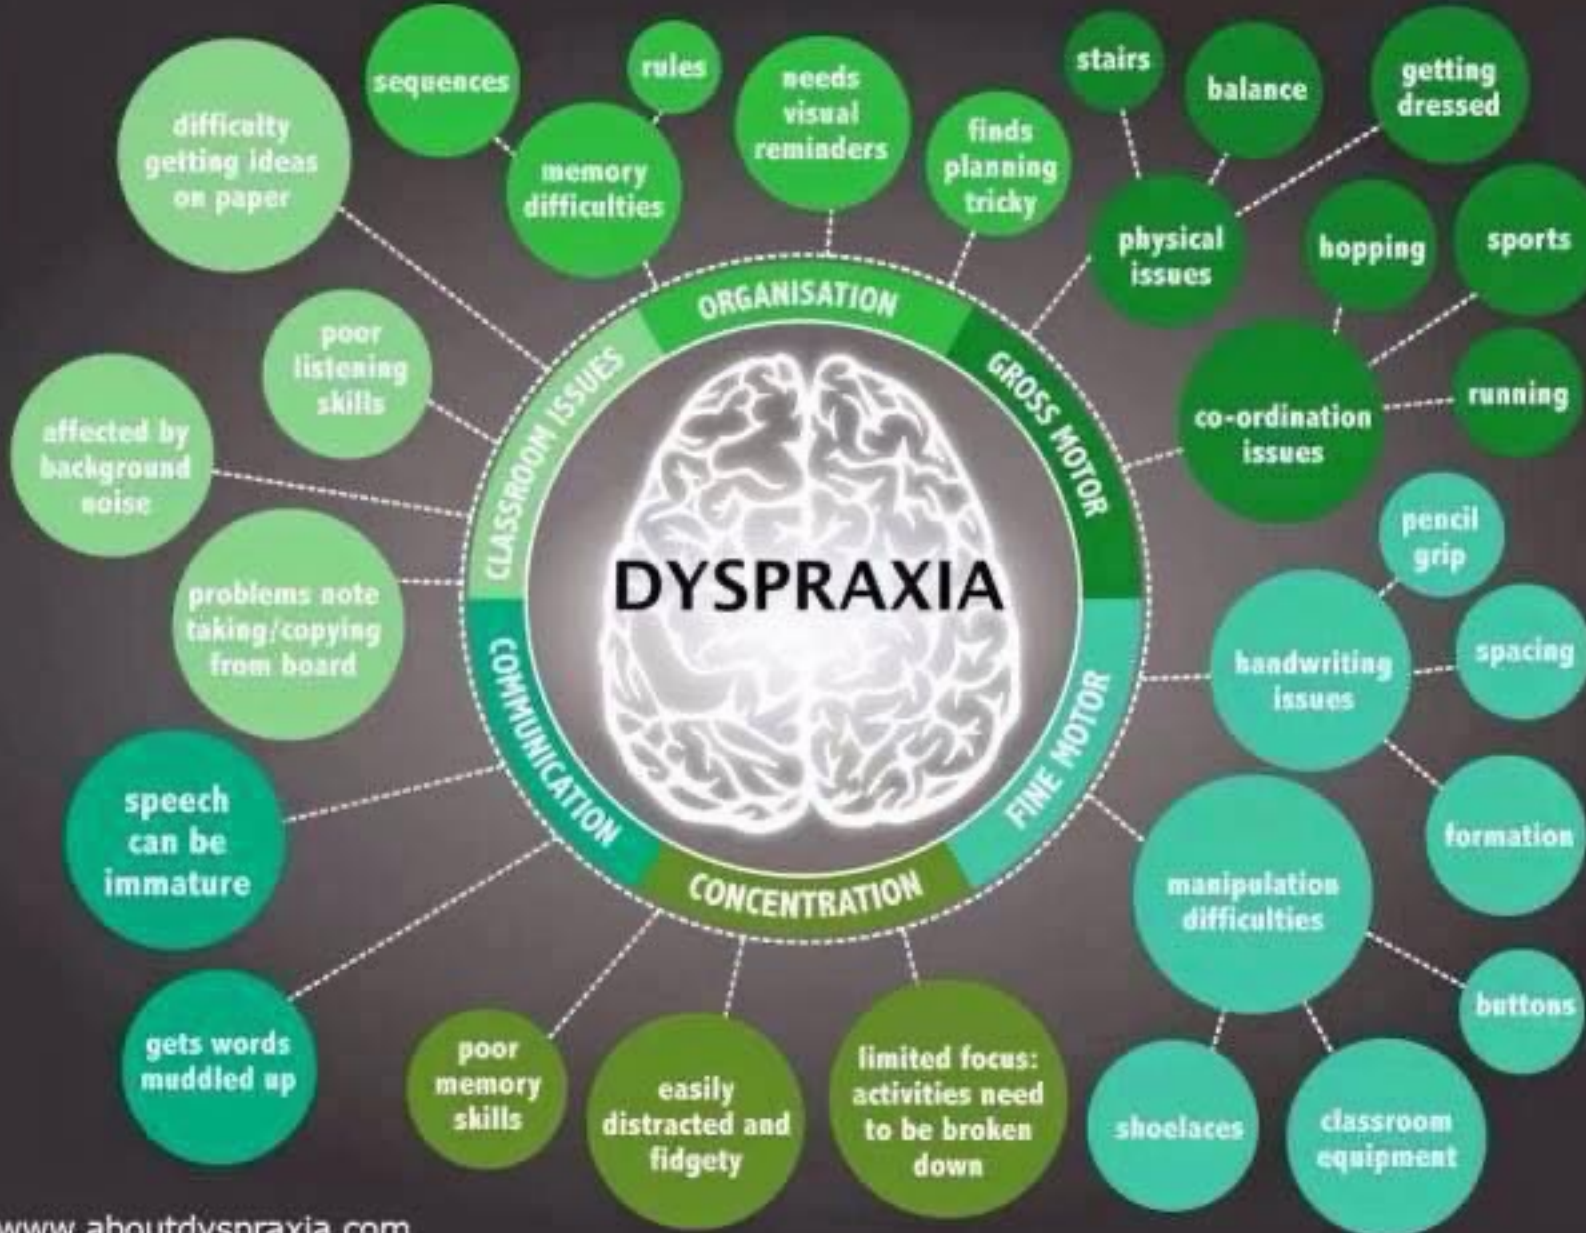 difficulty
getting ideas
on paper
sequences
rules
memory
difficulties
needs
visual
reminders
finds
planning
tricky
stairs
balance
getting
dressed
physical
issues
hopping
sports
co-ordination
issues
running
poor
listening
skills
affected by
background
noise
problems note
taking/copying
from board
ORGANISATION
GROSS MOTOR
CLASSROOM ISSUES
DYSPRAXIA
COMMUNICATION
FINE MOTOR
CONCENTRATION
pencil
grip
handwriting
issues
spacing
formation
manipulation
difficulties
buttons
shoelaces
classroom
equipment
speech
can be
immature
gets words
muddled up
poor
memory
skills
easily
distracted and
fidgety
limited focus:
activities need
to be broken
down
www.aboutdyspraxia.com